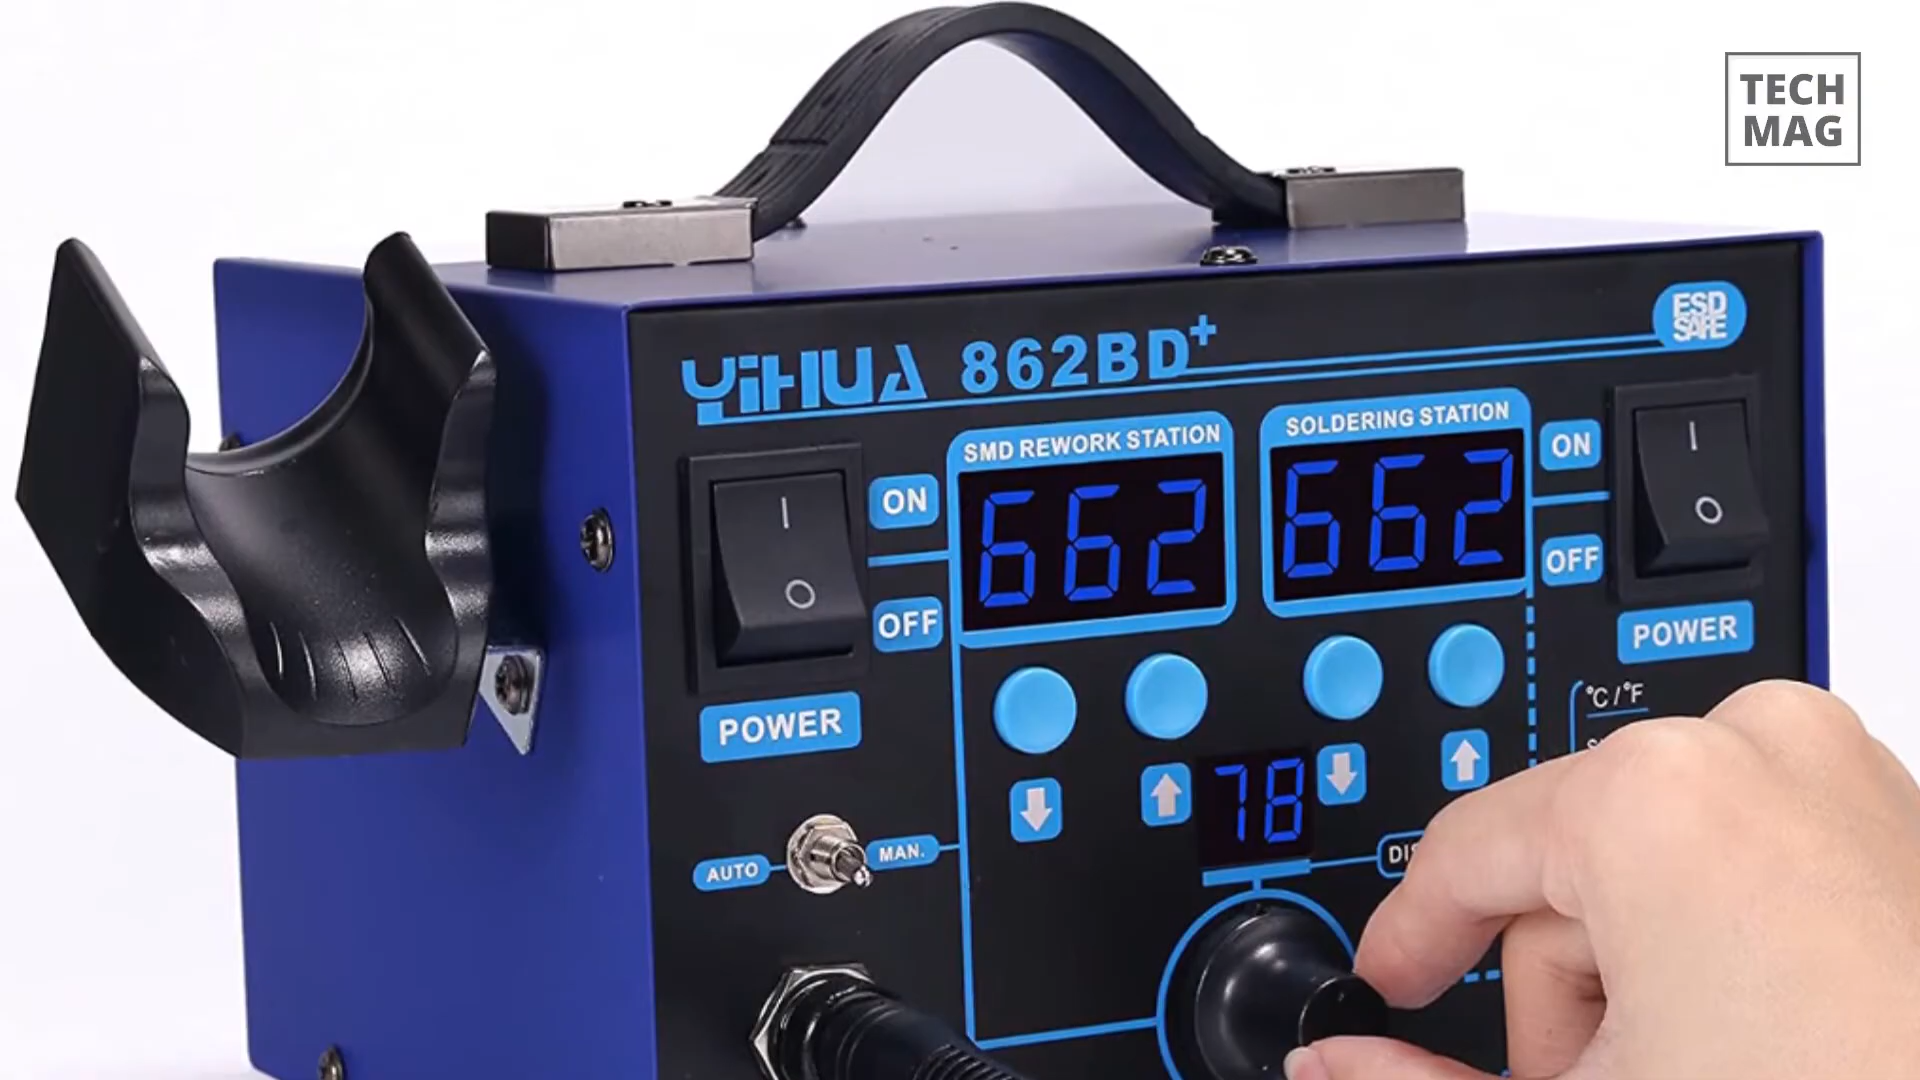 TECH
MAG
ESD
SAFE
YiHUA 862BD+
SMD REWORK STATION
SOLDERING STATION
ON
OFF
POWER
662
662
ON
OFF
POWER
°C / °F
78
AUTO
MAN.